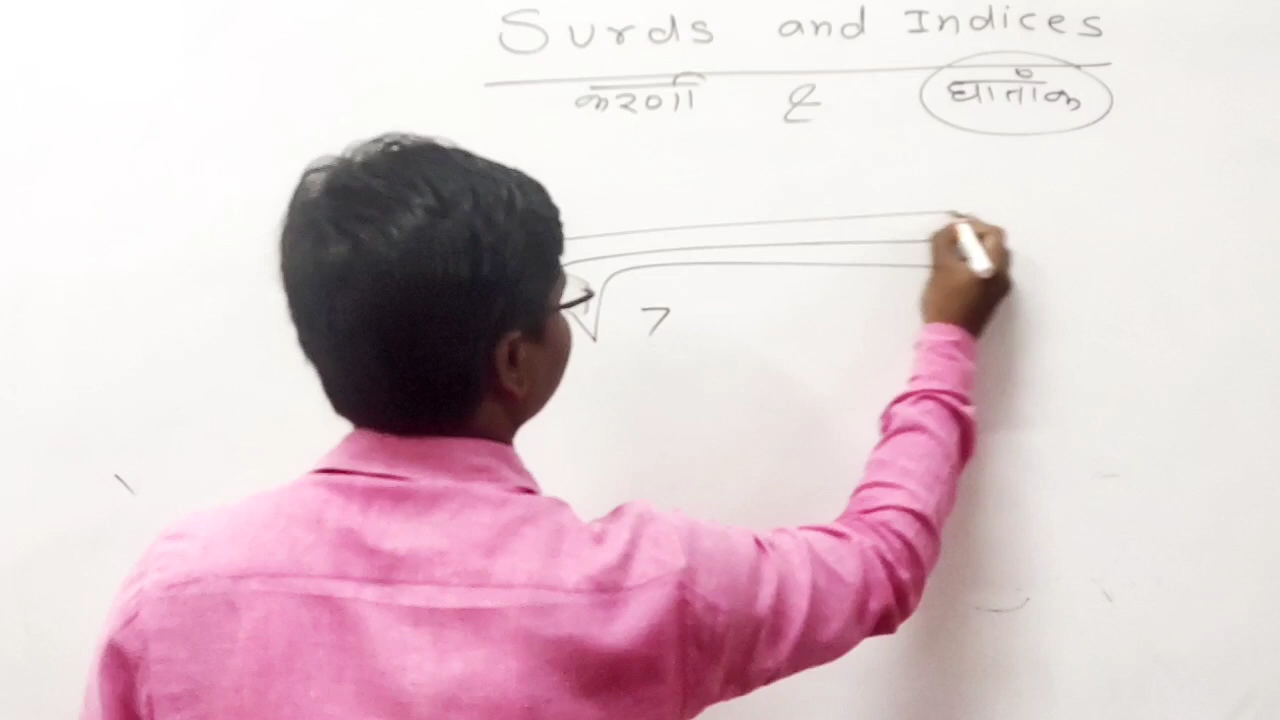 Surds and Indices
करणी ध घातांक
√ 7